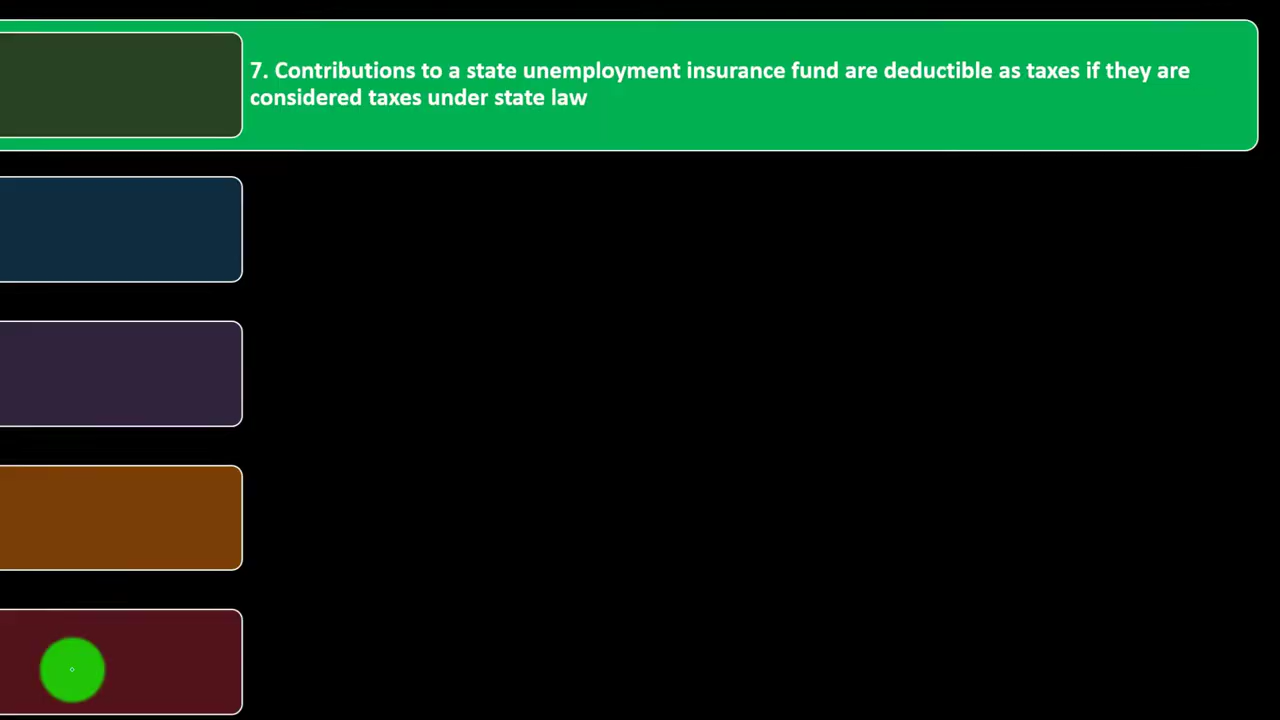 7. Contributions to a state unemployment insurance fund are deductible as taxes if they are
considered taxes under state law